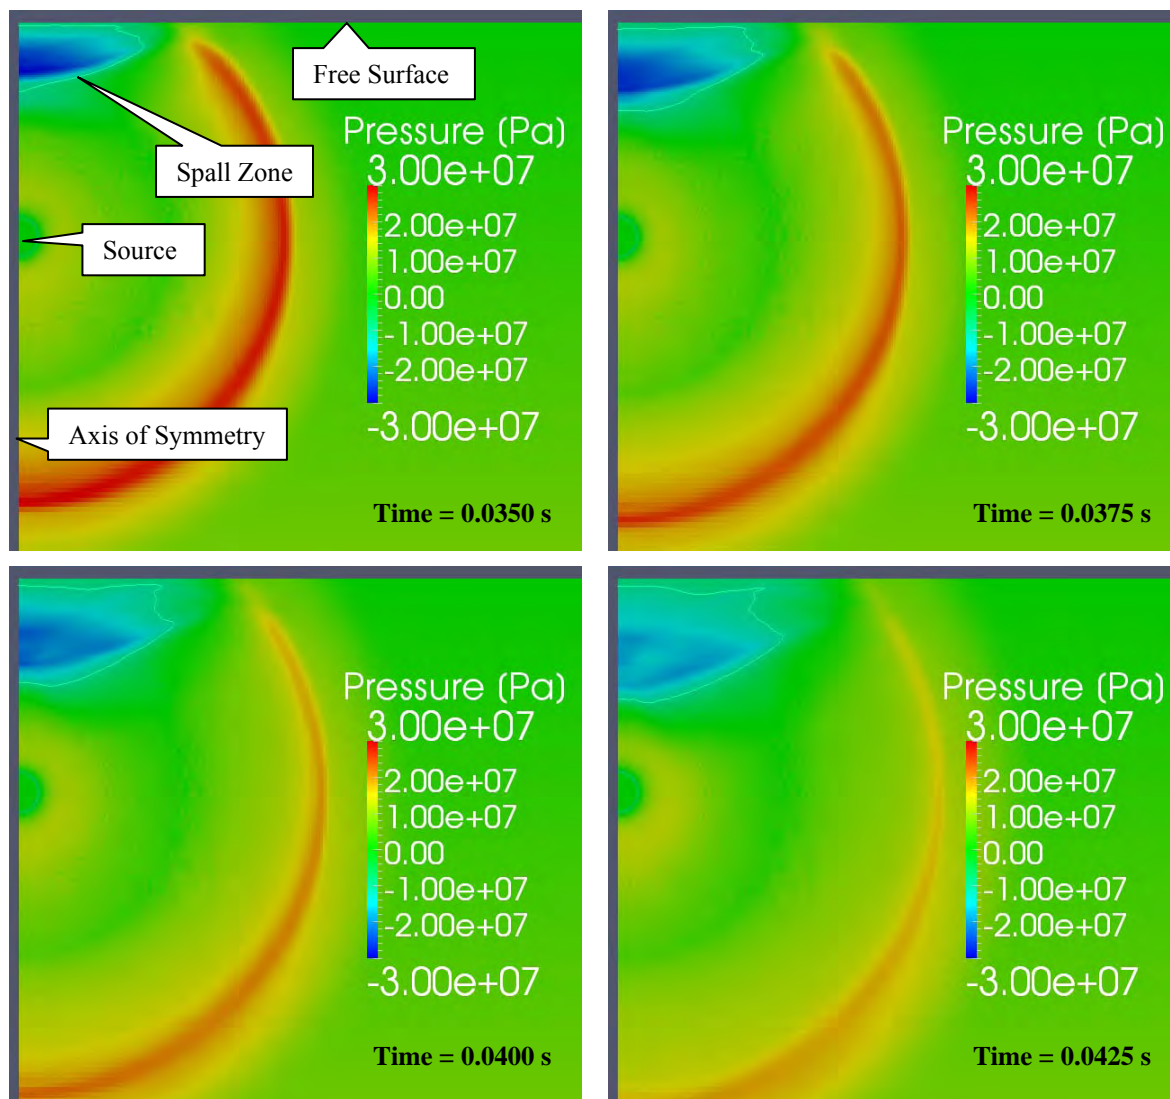 Free Surface
Spall Zone
Source
Axis of Symmetry
Pressure (Pa)
3.00e+07
2.00e+07
1.00e+07
0.00
-1.00e+07
-2.00e+07
-3.00e+07
Time = 0.0350 s
Pressure (Pa)
3.00e+07
2.00e+07
1.00e+07
0.00
-1.00e+07
-2.00e+07
-3.00e+07
Time = 0.0375 s
Pressure (Pa)
3.00e+07
2.00e+07
1.00e+07
0.00
-1.00e+07
-2.00e+07
-3.00e+07
Time = 0.0400 s
Pressure (Pa)
3.00e+07
2.00e+07
1.00e+07
0.00
-1.00e+07
-2.00e+07
-3.00e+07
Time = 0.0425 s